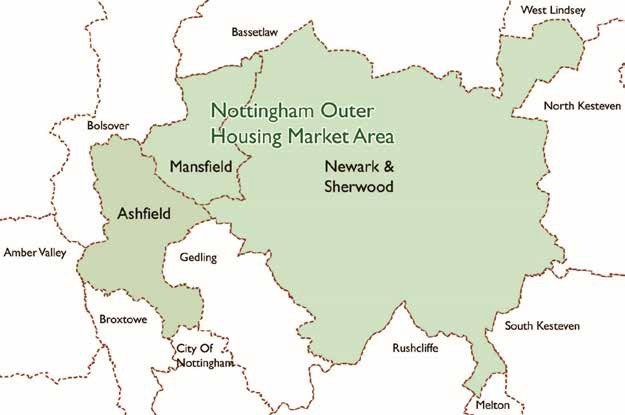 West Lindsey
Bassetlaw
Nottingham Outer
Housing Market Area
North Kesteven
Bolsover
Mansfield
Newark &
Sherwood
Ashfield
Amber Valley
Gedling
Broxtowe
City Of
Nottingham
Rushcliffe
South Kesteven
Melton